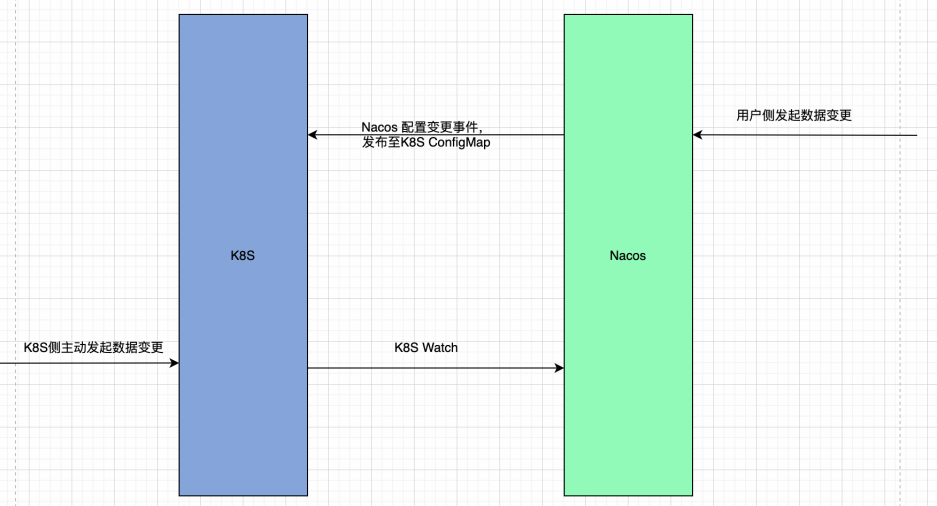 用户侧发起数据变更
Nacos 配置变更事件,
发布至K8S ConfigMap
K8S
Nacos
K8S侧主动发起数据变更
K8S Watch